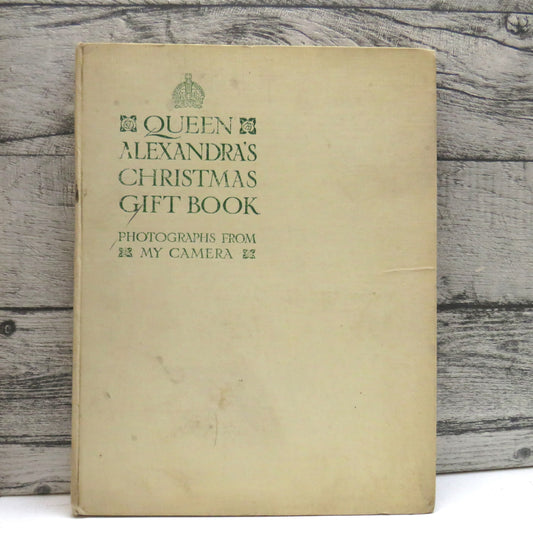 QUEEN
ALEXANDRA'S
CHRISTMAS
GIFT BOOK
PHOTOGRAPHS FROM
MY CAMERA